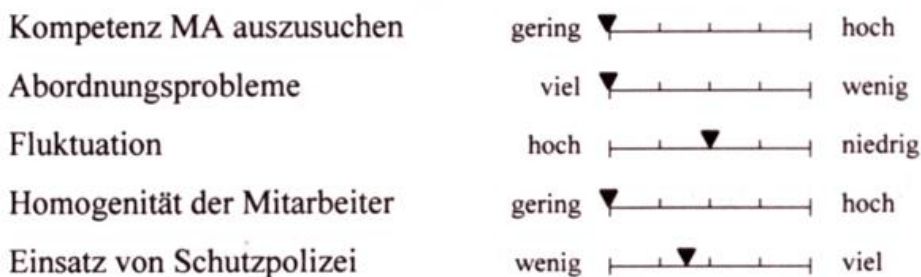 Kompetenz MA auszusuchen gering hoch
Abordnungsprobleme viel wenig
Fluktuation hoch niedrig
Homogenität der Mitarbeiter gering hoch
Einsatz von Schutzpolizei wenig viel